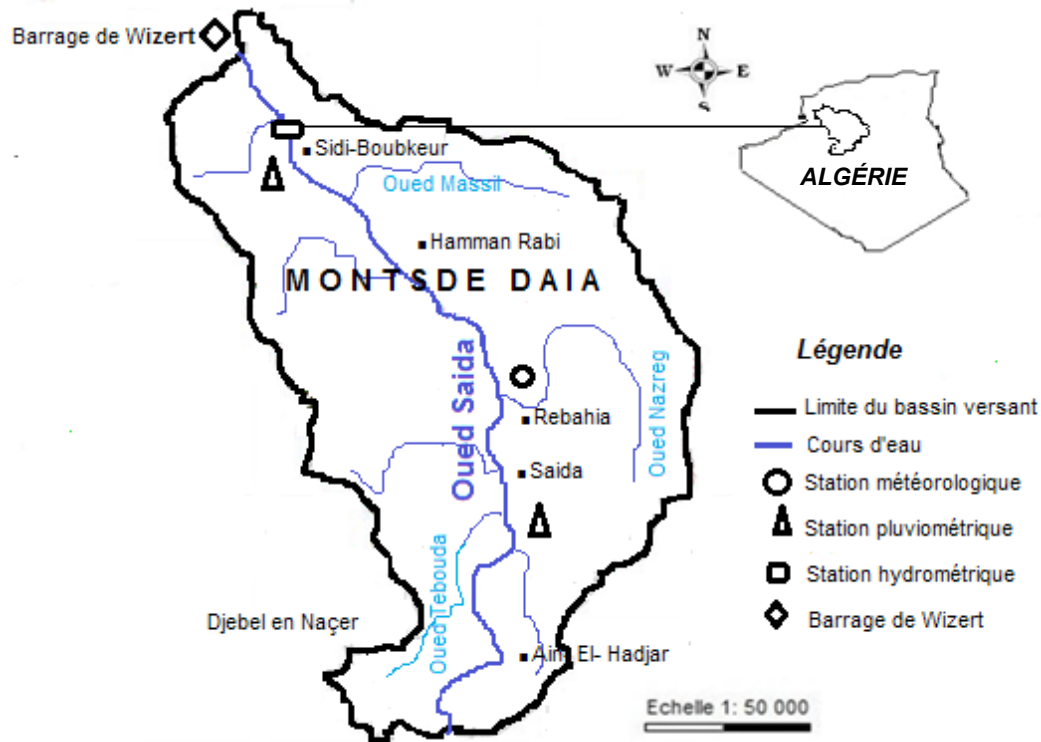 Barrage de Wizert
N
W E
S
Sidi-Boubkeur
Oued Massil
ALGÉRIE
Hamman Rabi
MONTSDE DAIA
Oued Saida
Oued Nazreg
Rebahia
Saida
Oued Tebouda
Djebel en Naçer
Ain El- Hadjar
Légende
Limite du bassin versant
Cours d'eau
Station météorologique
Station pluviométrique
Station hydrométrique
Barrage de Wizert
Echelle 1: 50 000